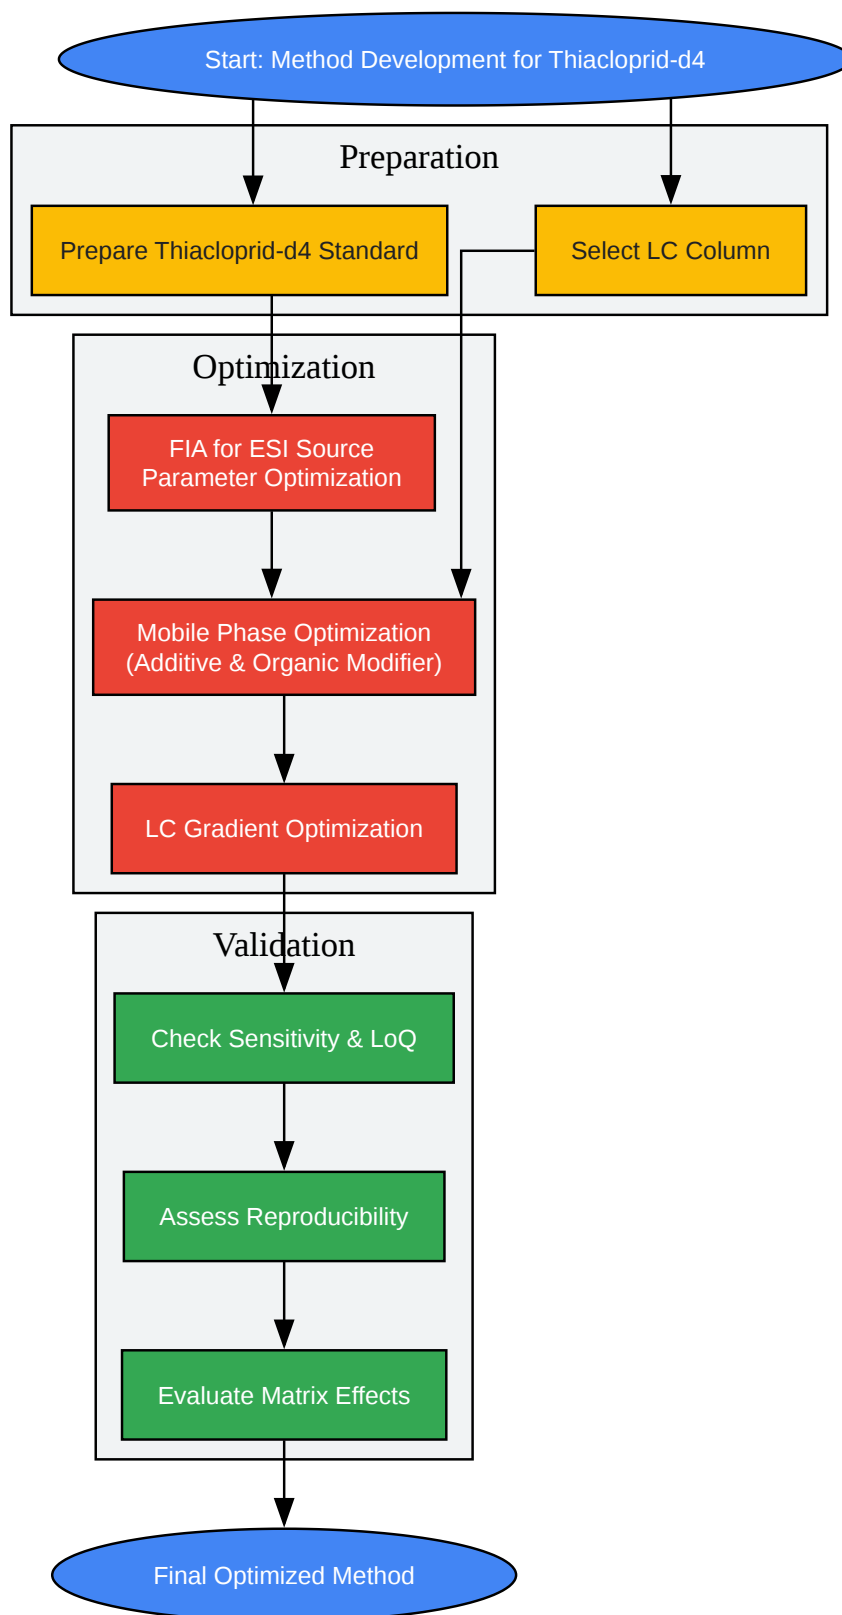 Start: Method Development for Thiacloprid-d4
Preparation
Prepare Thiacloprid-d4 Standard
Select LC Column
Optimization
FIA for ESI Source
Parameter Optimization
Mobile Phase Optimization
(Additive & Organic Modifier)
LC Gradient Optimization
Validation
Check Sensitivity & LoQ
Assess Reproducibility
Evaluate Matrix Effects
Final Optimized Method